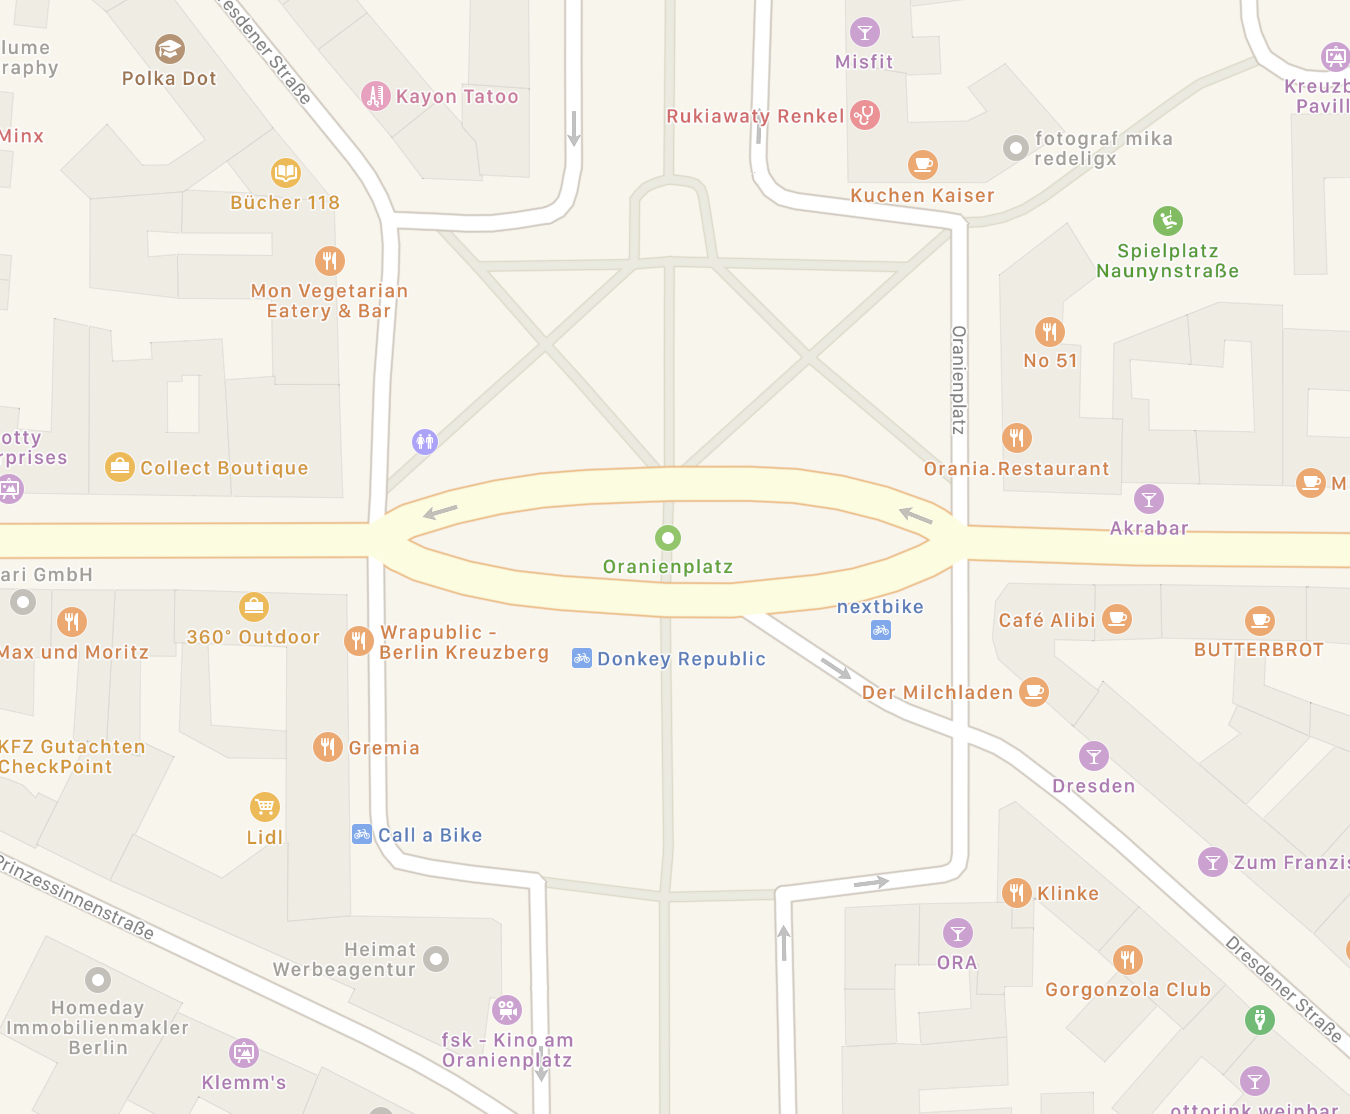 Dresdener Straße
lume
raphy
Polka Dot
Kayon Tatoo
Misfit
Kreuzb
Pavill
Rukiawaty Renkel
Minx
fotograf mika
redeligx
Bücher 118
Kuchen Kaiser
Mon Vegetarian
Eatery & Bar
Spielplatz
Naunynstraße
No 51
Oranienplatz
otty
rprises
Collect Boutique
Orania.Restaurant
M
Akrabar
Oranienplatz
ari GmbH
nextbike
360° Outdoor
Max und Moritz
Wrapublic -
Berlin Kreuzberg
Donkey Republic
Café Alibi
BUTTERBROT
Der Milchladen
KFZ Gutachten
CheckPoint
Gremia
Dresden
Lidl
Call a Bike
Zum Franzis
Prinzessinnenstraße
Klinke
Heimat
Werbeagentur
ORA
Gorgonzola Club
Dresdener Straße
Homeday
Immobilienmakler
Berlin
fsk - Kino am
Oranienplatz
Klemm's
ottorink weinbar